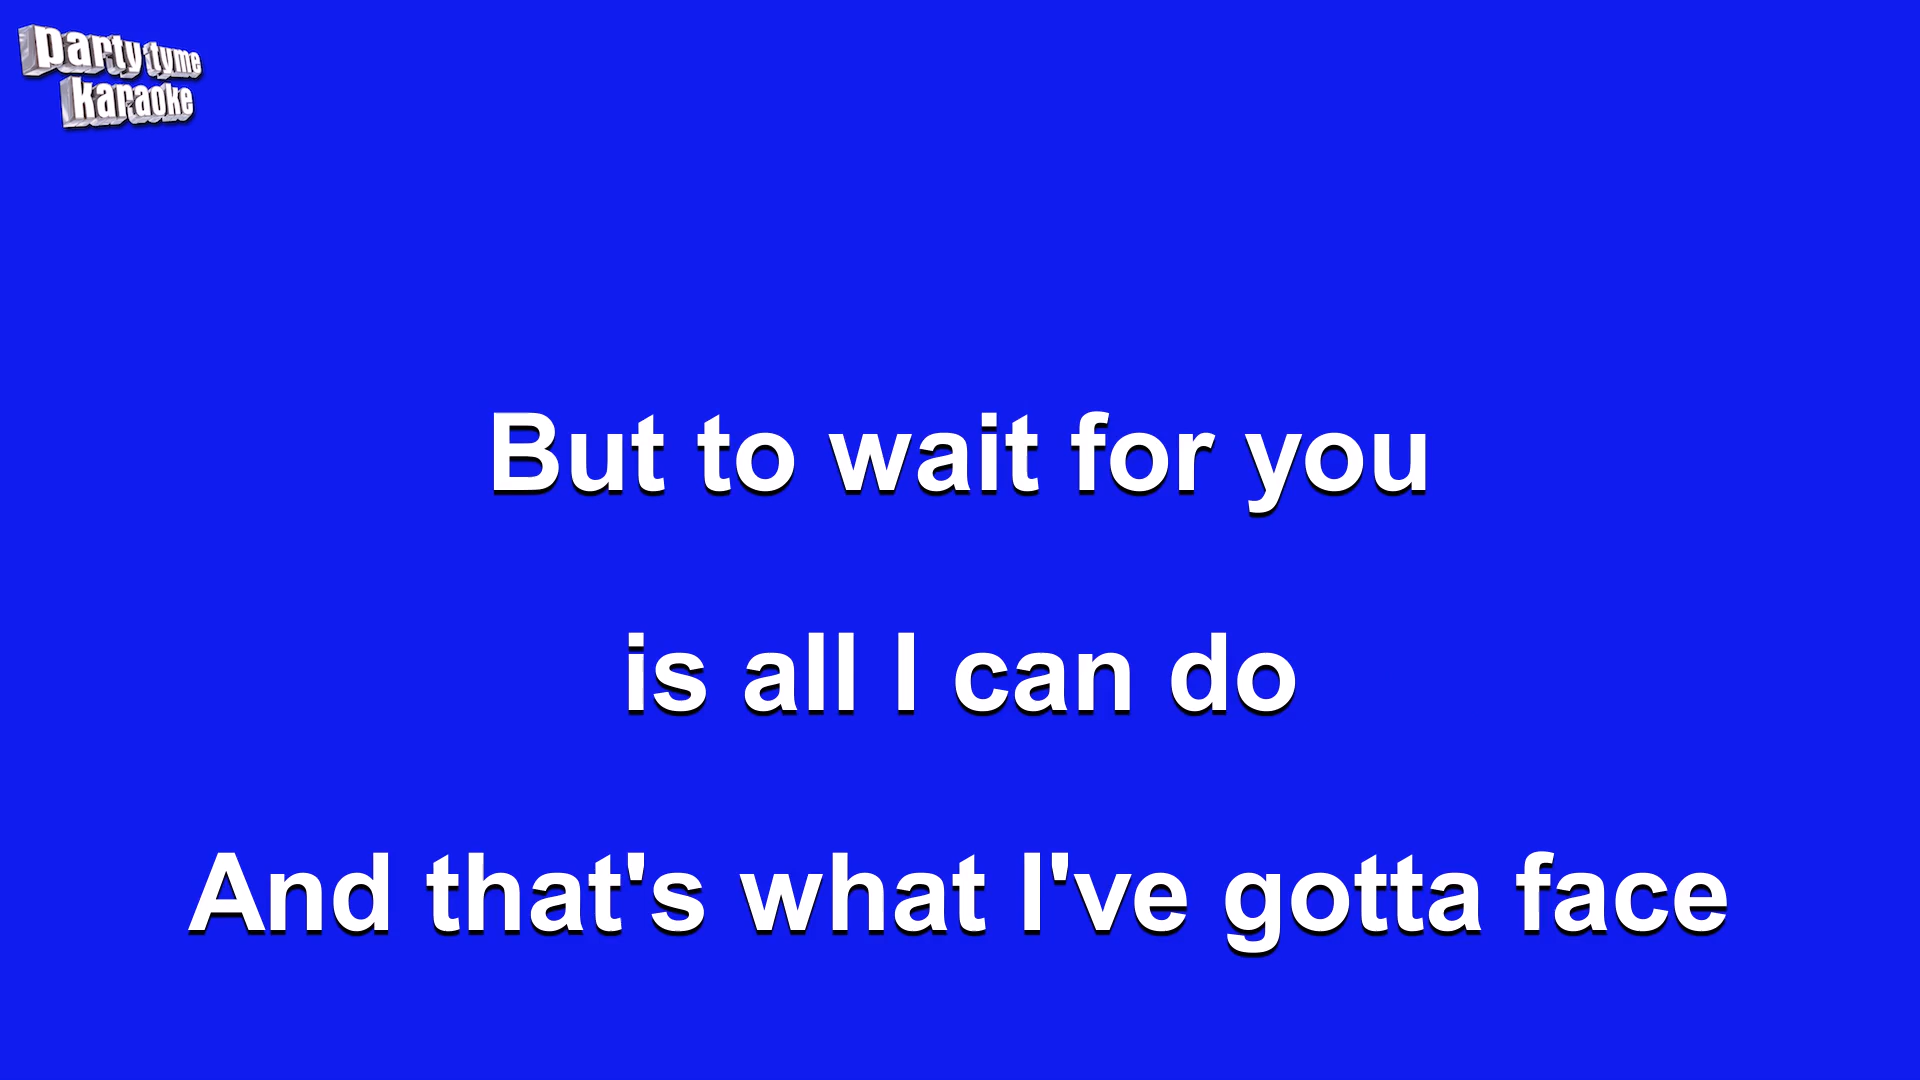 party tyme
karaoke
But to wait for you
is all I can do
And that's what I've gotta face